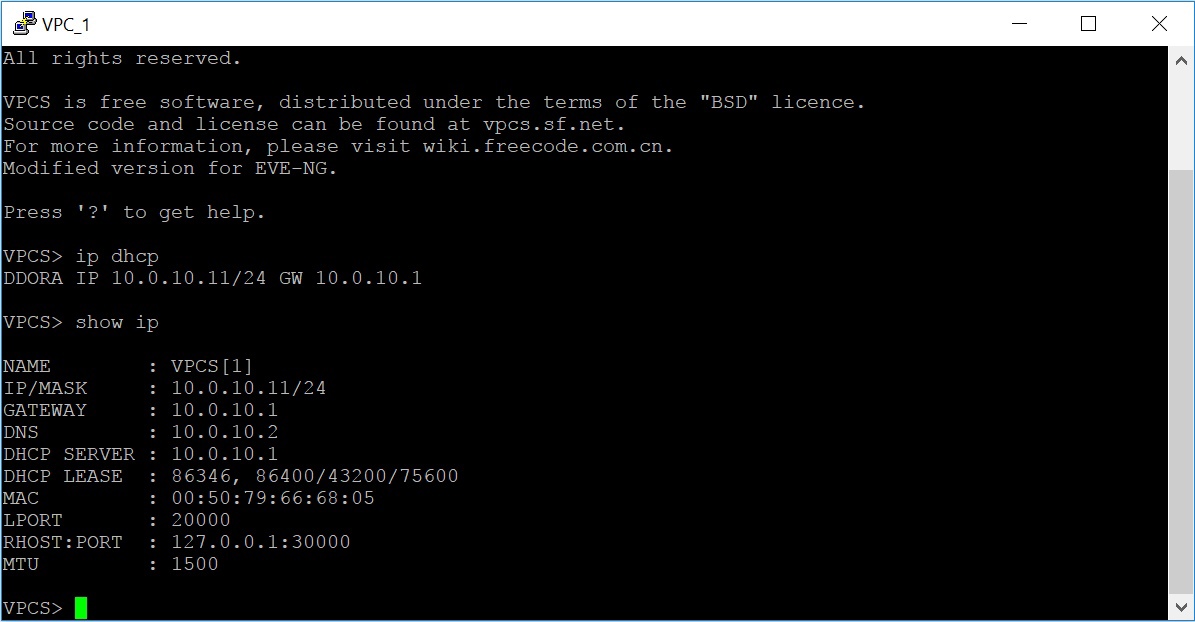 VPC_1
All rights reserved.
VPCS is free software, distributed under the terms of the "BSD" licence.
Source code and license can be found at vpcs.sf.net.
For more information, please visit wiki.freecode.com.cn.
Modified version for EVE-NG.
Press '?' to get help.
VPCS> ip dhcp
DDORA IP 10.0.10.11/24 GW 10.0.10.1
VPCS> show ip
NAME        : VPCS[1]
IP/MASK     : 10.0.10.11/24
GATEWAY     : 10.0.10.1
DNS         : 10.0.10.2
DHCP SERVER : 10.0.10.1
DHCP LEASE  : 86346, 86400/43200/75600
MAC         : 00:50:79:66:68:05
LPORT       : 20000
RHOST:PORT  : 127.0.0.1:30000
MTU         : 1500
VPCS>